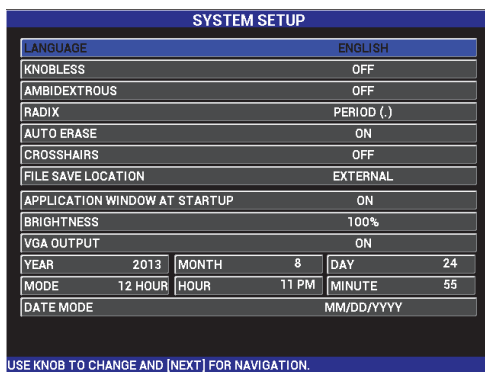 SYSTEM SETUP
LANGUAGE ENGLISH
KNOBLESS OFF
AMBIDEXTROUS OFF
RADIX PERIOD (.)
AUTO ERASE ON
CROSSHAIRS OFF
FILE SAVE LOCATION EXTERNAL
APPLICATION WINDOW AT STARTUP ON
BRIGHTNESS 100%
VGA OUTPUT ON
YEAR 2013 MONTH 8 DAY 24
MODE 12 HOUR HOUR 11 PM MINUTE 55
DATE MODE MM/DD/YYYY
USE KNOB TO CHANGE AND [NEXT] FOR NAVIGATION.